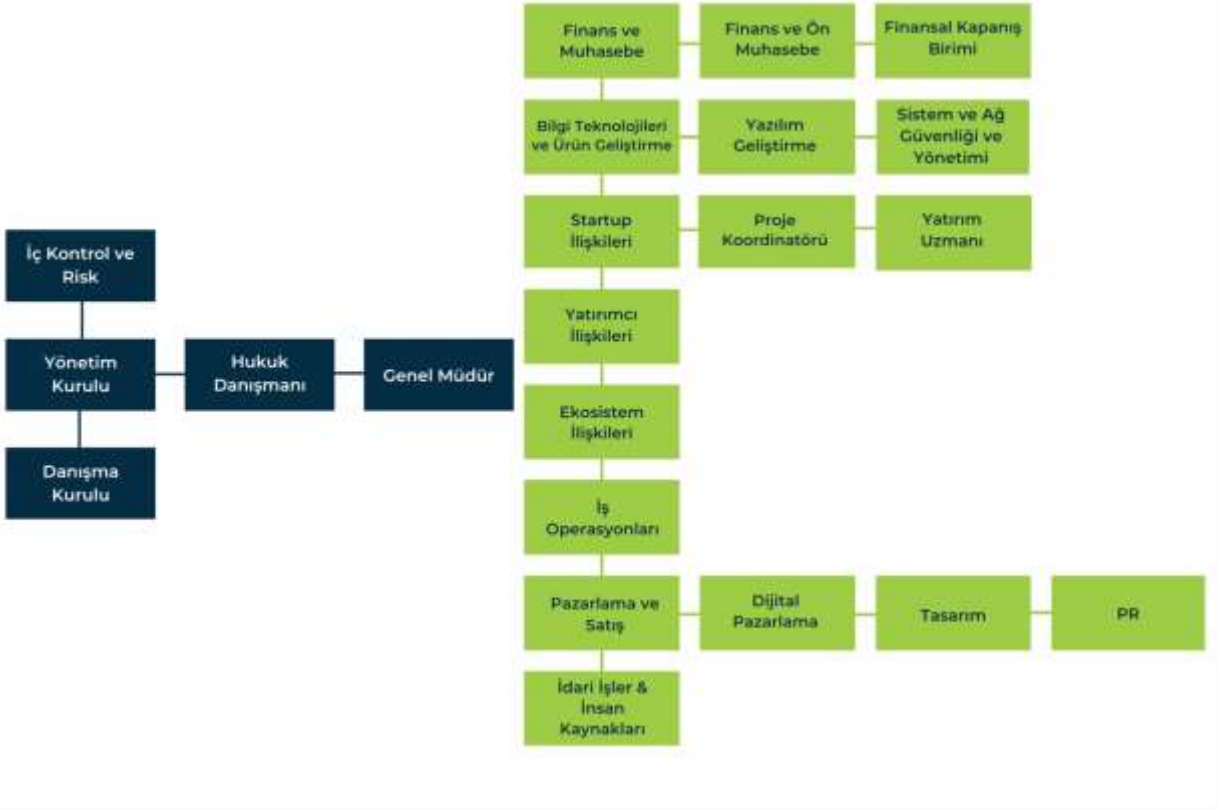 Finans ve
Muhasebe
Finans ve Ön
Muhasebe
Finansal Kapanış
Birimi
Bilgi Teknolojileri
ve Ürün Geliştirme
Yazılım
Geliştirme
Sistem ve Ağ
Güvenliği ve
Yönetimi
Startup
İlişkileri
Proje
Koordinatörü
Yatırım
Uzmanı
İç Kontrol ve
Risk
Yönetim
Kurulu
Hukuk
Danışmanı
Genel Müdür
Danışma
Kurulu
Yatırımcı
İlişkileri
Ekosistem
İlişkileri
İş
Operasyonları
Pazarlama ve
Satış
Dijital
Pazarlama
Tasarım
PR
İdari İşler &
İnsan
Kaynakları